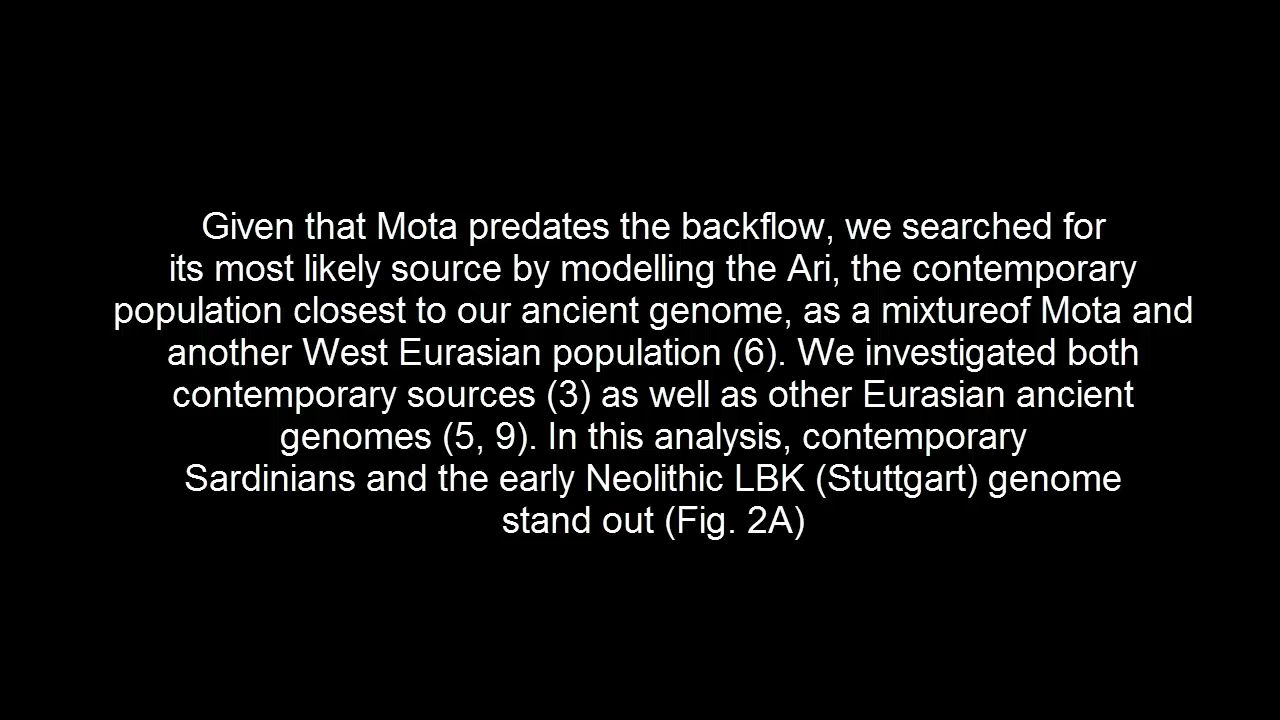 Given that Mota predates the backflow, we searched for
its most likely source by modelling the Ari, the contemporary
population closest to our ancient genome, as a mixtureof Mota and
another West Eurasian population (6). We investigated both
contemporary sources (3) as well as other Eurasian ancient
genomes (5, 9). In this analysis, contemporary
Sardinians and the early Neolithic LBK (Stuttgart) genome
stand out (Fig. 2A)